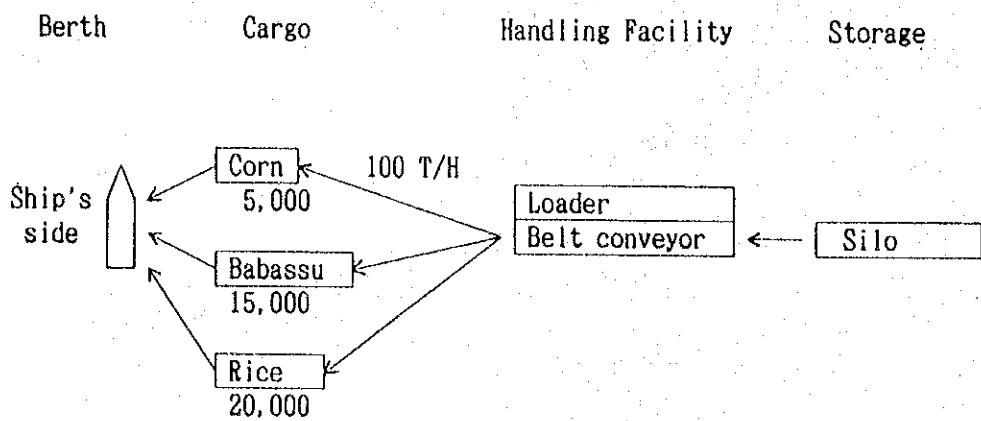 Berth Cargo Handling Facility Storage
Corn 100 T/H
5,000
Ship's
side
Loader
Belt conveyor
Silo
Babassu
15,000
Rice
20,000